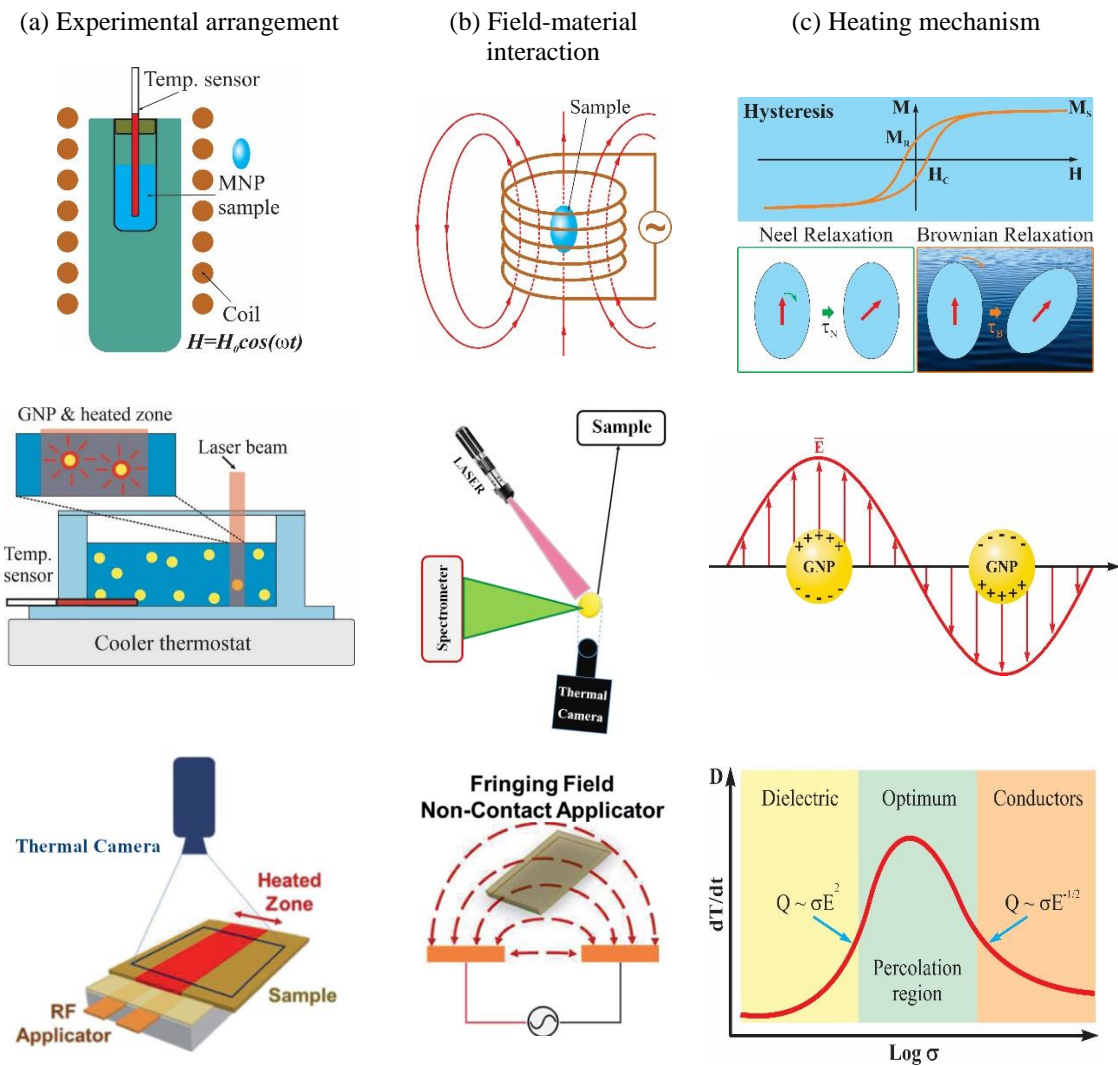 (a) Experimental arrangement
(b) Field-material
interaction
(c) Heating mechanism
Temp. sensor
MNP
sample
Coil
H=H₀cos(ωt)
Sample
~
Hysteresis
M
Mₛ
M_R
H_C
H
Neel Relaxation
τ_N
Brownian Relaxation
τ_B
GNP & heated zone
Laser beam
Temp.
sensor
Cooler thermostat
Sample
LASER
Spectrometer
Thermal
Camera
E̅
+++++
GNP
-----
-----
GNP
+++++
Thermal Camera
Heated
Zone
Sample
RF
Applicator
Fringing Field
Non-Contact Applicator
D
dT/dt
Dielectric
Optimum
Conductors
Q ~ σE²
Q ~ σE⁻¹/²
Percolation
region
Log σ